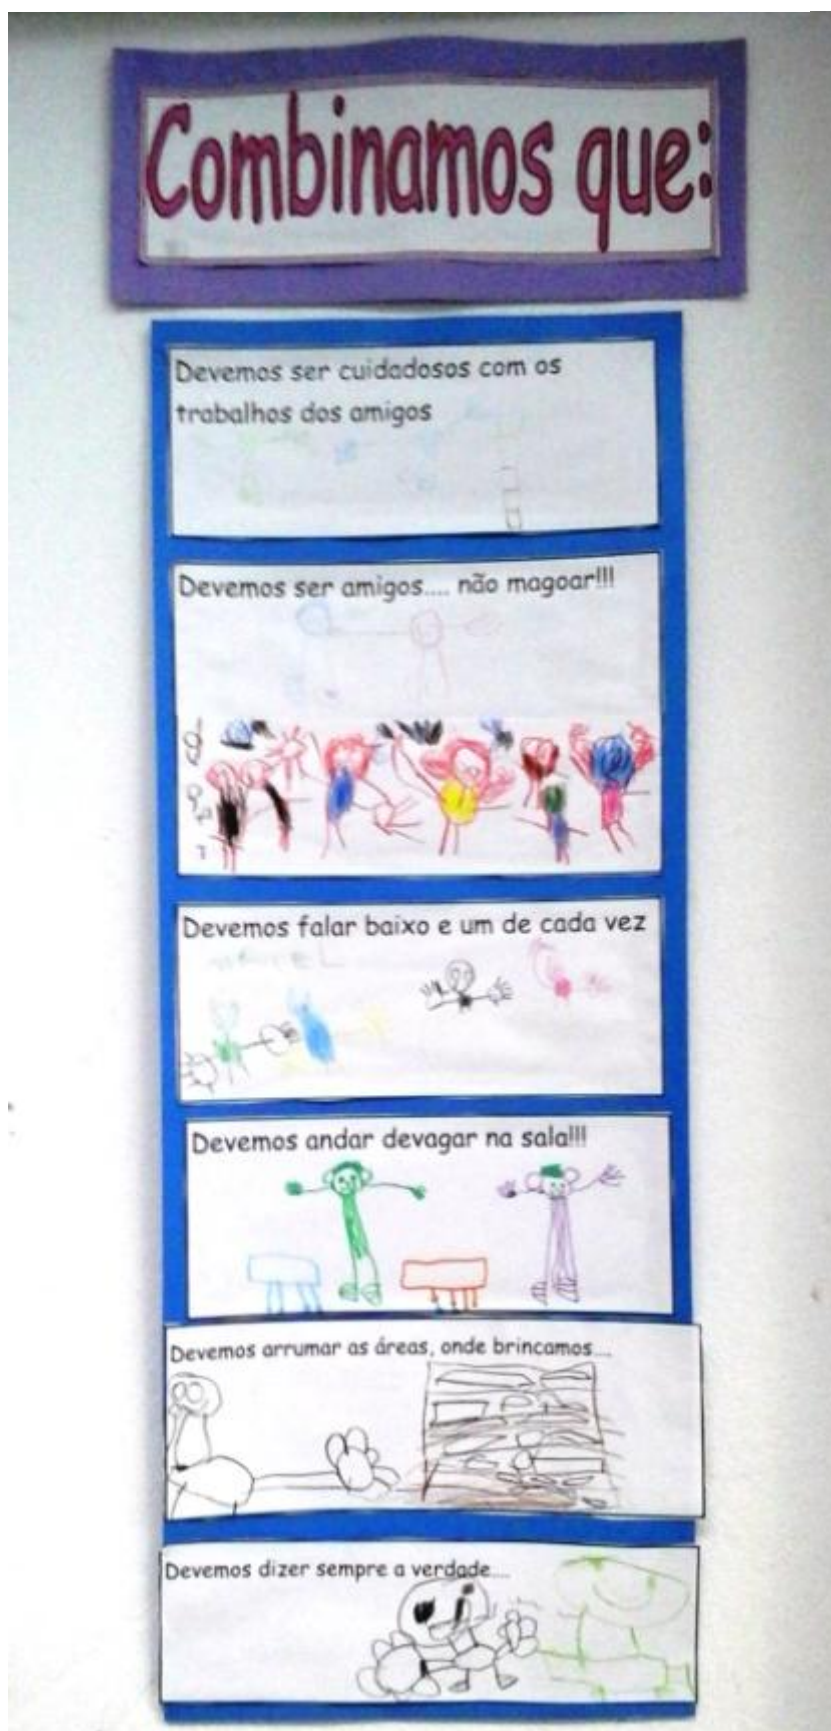 Combinamos que:
Devemos ser cuidadosos com os
trabalhos dos amigos
Devemos ser amigos.... não magoar!!!
Devemos falar baixo e um de cada vez
Devemos andar devagar na sala!!!
Devemos arrumar as áreas, onde brincamos...
Devemos dizer sempre a verdade....